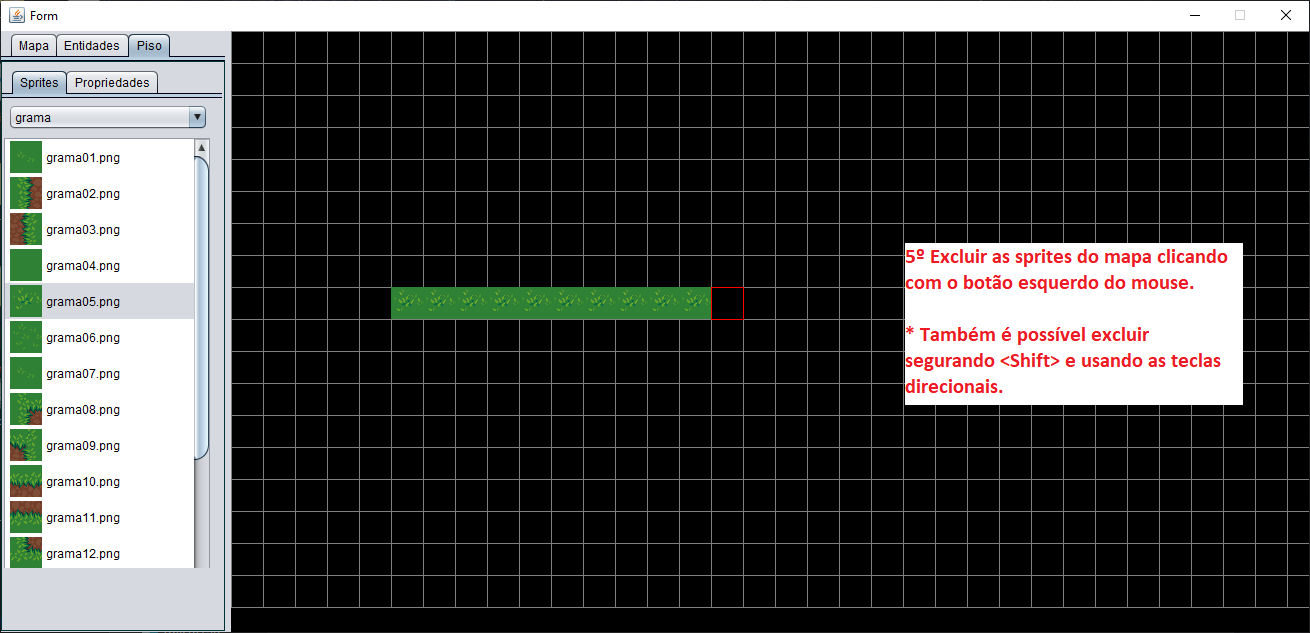 Form
Mapa Entidades Piso
Sprites Propriedades
grama
grama01.png
grama02.png
grama03.png
grama04.png
grama05.png
grama06.png
grama07.png
grama08.png
grama09.png
grama10.png
grama11.png
grama12.png
5º Excluir as sprites do mapa clicando
com o botão esquerdo do mouse.
* Também é possível excluir
segurando <Shift> e usando as teclas
direcionais.